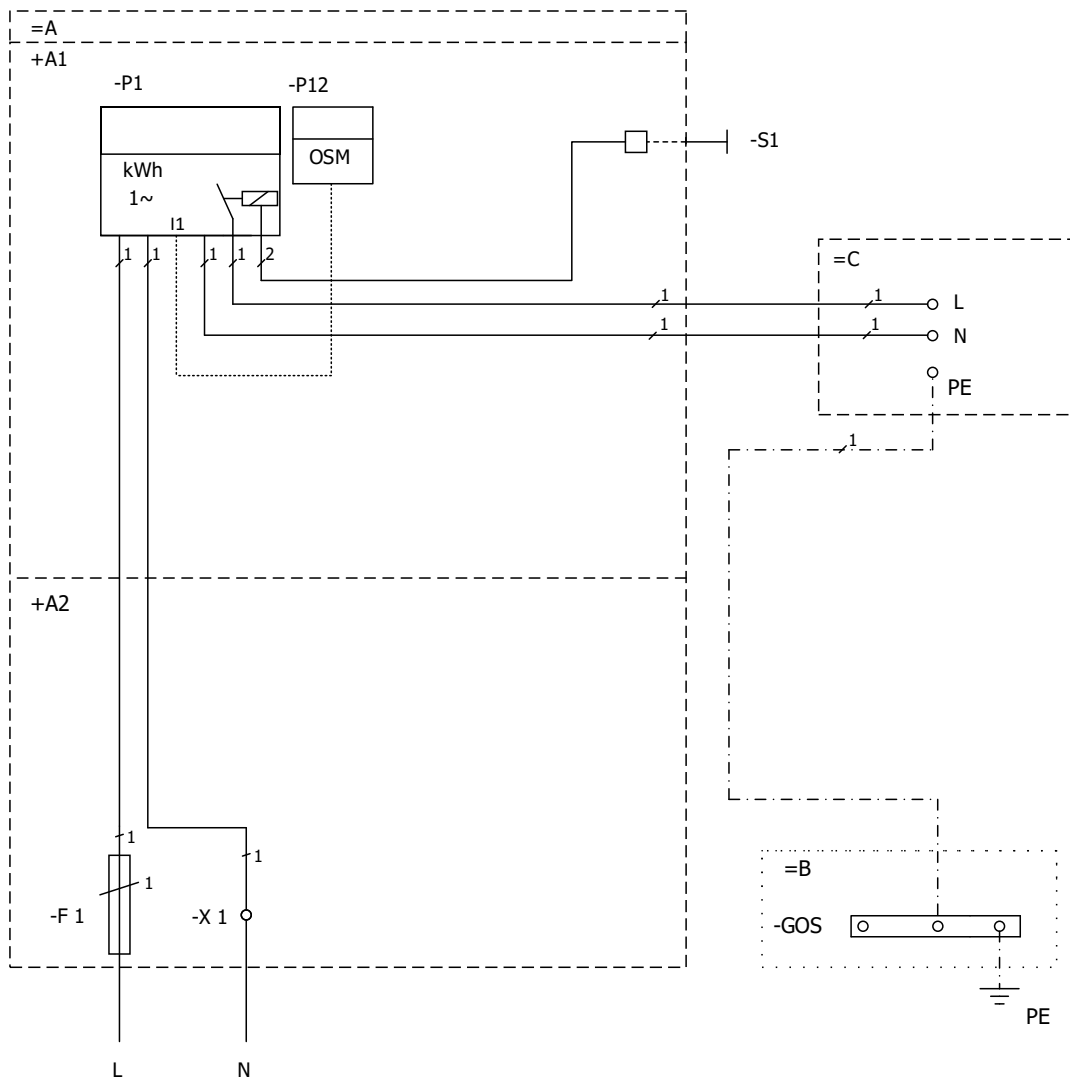 =A
+A1
-P1
-P12
OSM
-S1
kWh
1~
I1
1
1
1
1
2
=C
1
1
L
1
1
N
PE
1
+A2
1
1
1
-F 1
-X 1
=B
-GOS
PE
L
N